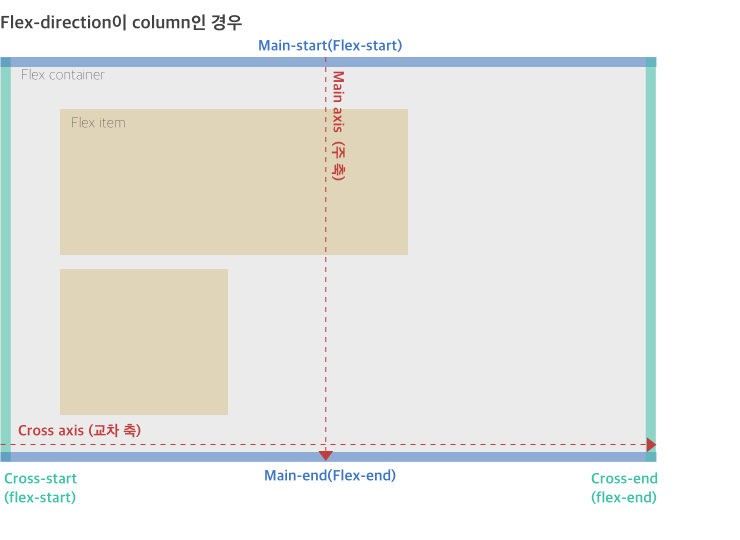 Flex-direction이 column인 경우
Main-start(Flex-start)
Flex container
Main axis (주 축)
Flex item
Cross axis (교차 축)
Main-end(Flex-end)
Cross-start
(flex-start)
Cross-end
(flex-end)